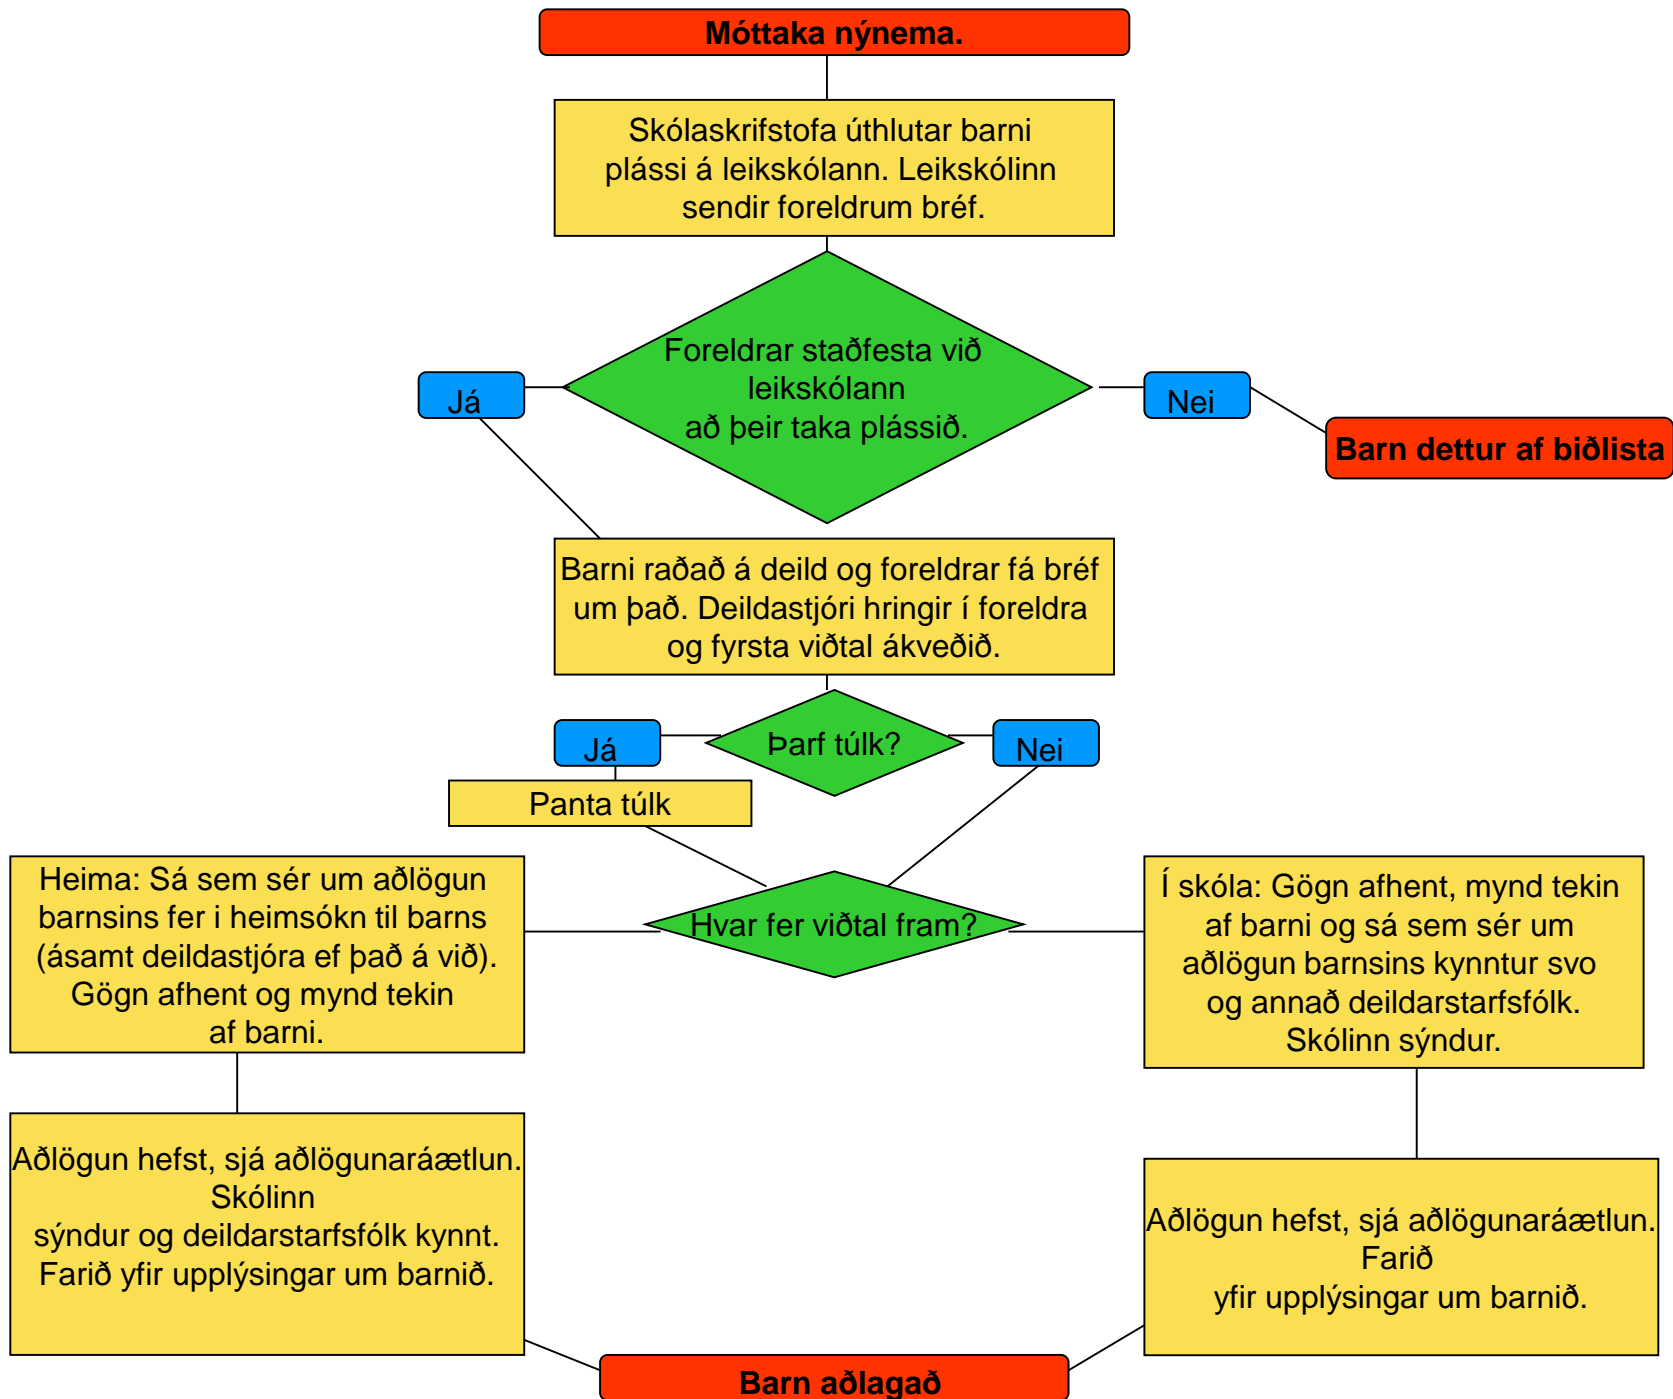 Móttaka nýnema.
Skólaskrifstofa úthlutar barni
plássi á leikskólann. Leikskólinn
sendir foreldrum bréf.
Foreldrar staðfesta við
leikskólann
að þeir taka plássið.
Já
Nei
Barn dettur af biðlista
Barni raðað á deild og foreldrar fá bréf
um það. Deildastjóri hringir í foreldra
og fyrsta viðtal ákveðið.
Þarf túlk?
Já
Nei
Panta túlk
Hvar fer viðtal fram?
Heima: Sá sem sér um aðlögun
barnsins fer i heimsókn til barns
(ásamt deildastjóra ef það á við).
Gögn afhent og mynd tekin
af barni.
Í skóla: Gögn afhent, mynd tekin
af barni og sá sem sér um
aðlögun barnsins kynntur svo
og annað deildarstarfsfólk.
Skólinn sýndur.
Aðlögun hefst, sjá aðlögunaráætlun.
Skólinn
sýndur og deildarstarfsfólk kynnt.
Farið yfir upplýsingar um barnið.
Aðlögun hefst, sjá aðlögunaráætlun.
Farið
yfir upplýsingar um barnið.
Barn aðlagað